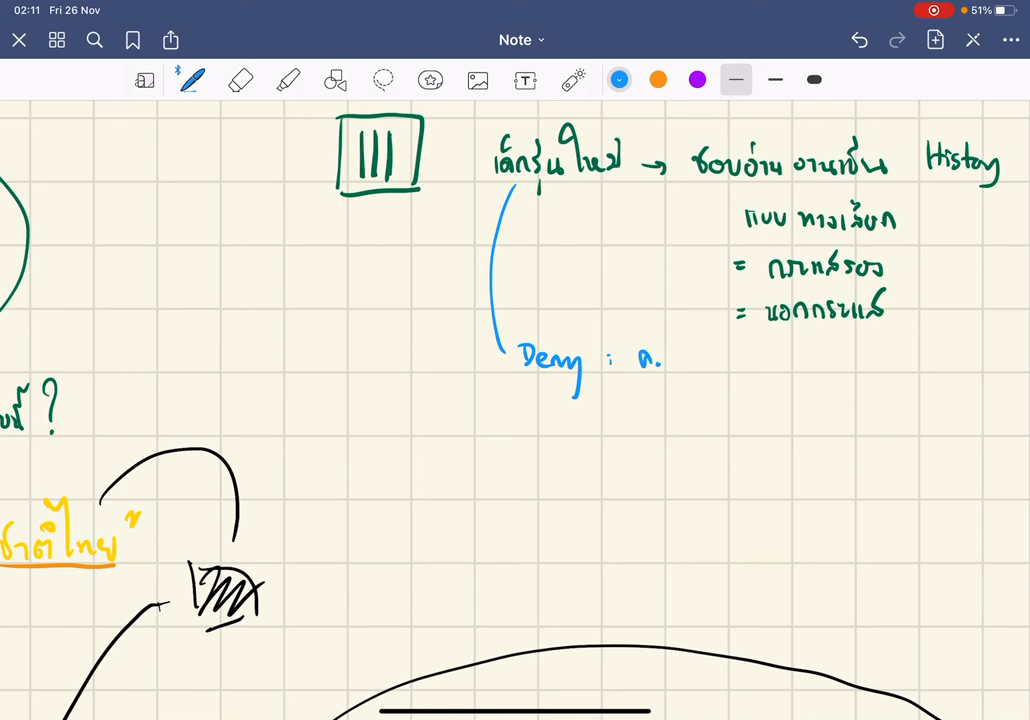 02:11 Fri 26 Nov
51%
Note
เด็กรุ่นใหม่ → ชอบอ่านงานเขียน History
แบบ ทางเลือก
= กระแสรอง
= นอกกระแส
Deny : ค.
บบนี้ ?
ชาติไทย"